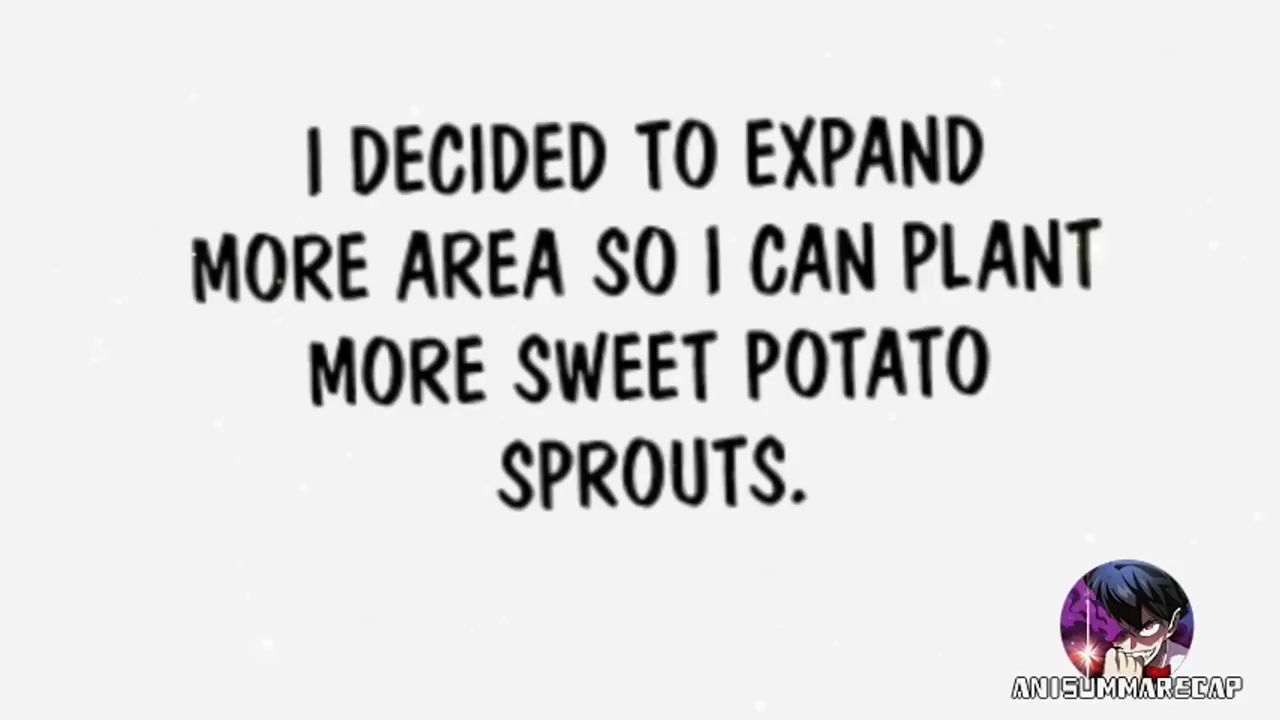 I DECIDED TO EXPAND
MORE AREA SO I CAN PLANT
MORE SWEET POTATO
SPROUTS.
ANISUMMARECAP